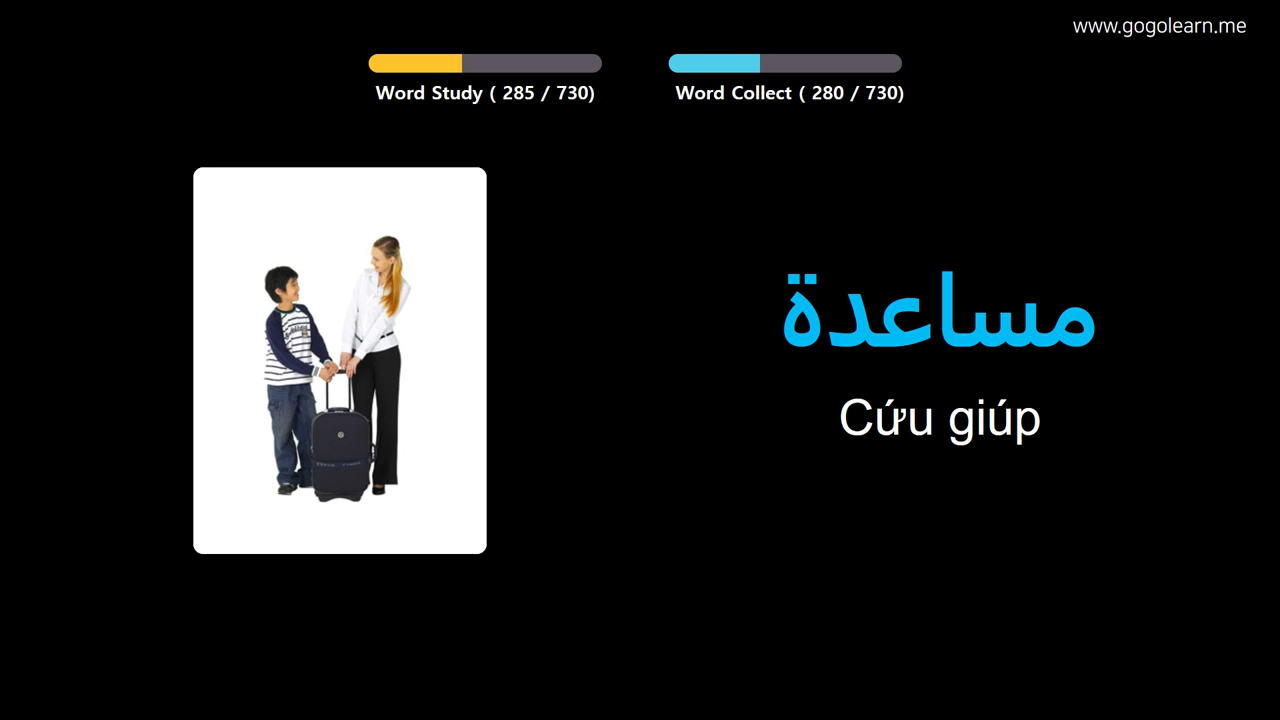 www.gogolearn.me
Word Study ( 285 / 730)
Word Collect ( 280 / 730)
مساعدة
Cứu giúp